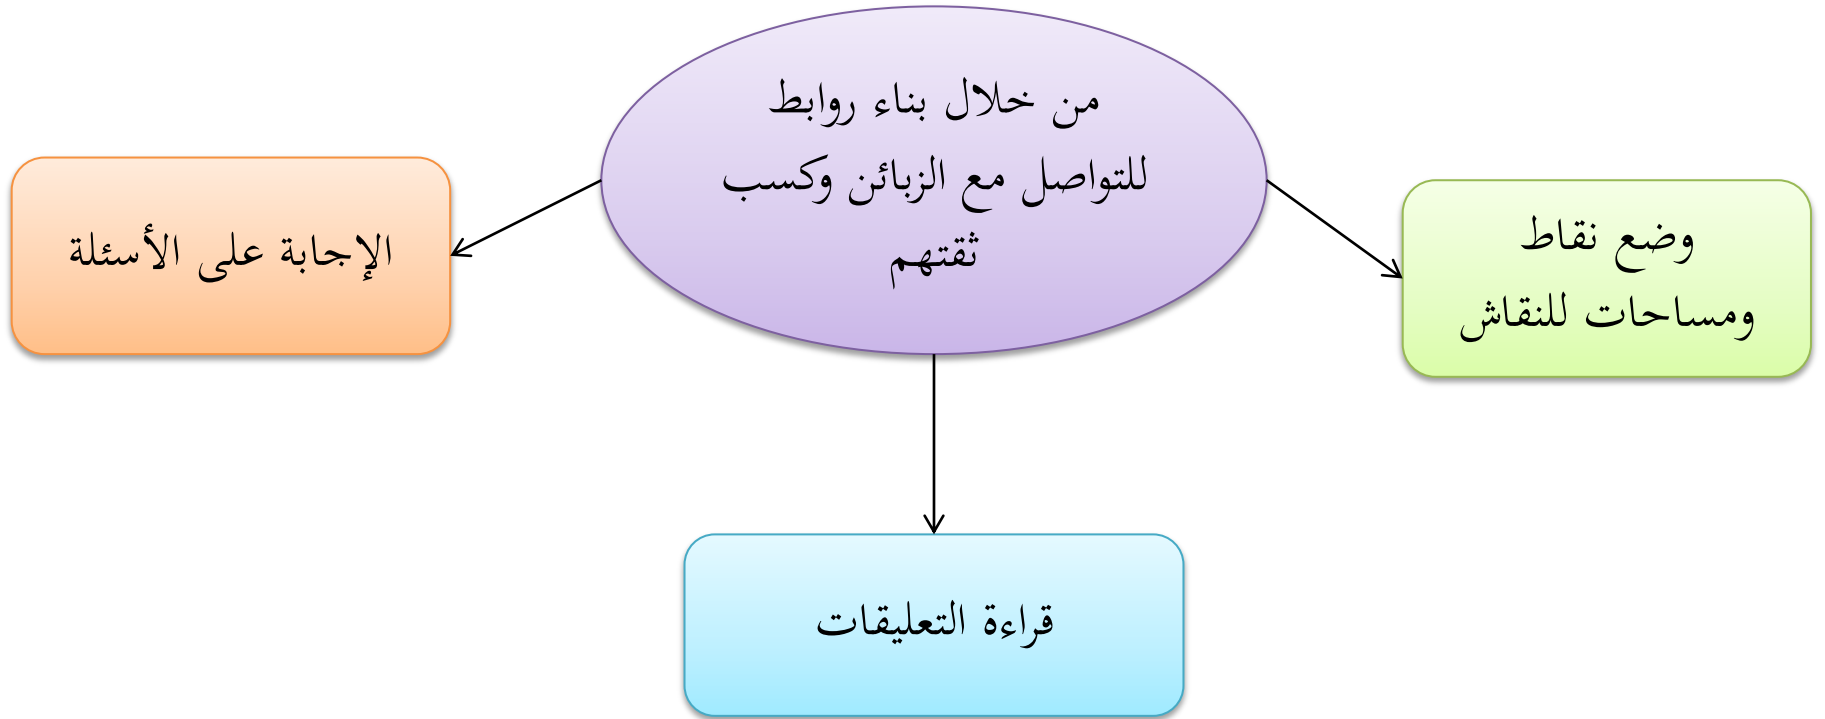 من خلال بناء روابط
للتواصل مع الزبائن وكسب
ثقتهم
وضع نقاط
ومساحات للنقاش
الإجابة على الأسئلة
قراءة التعليقات